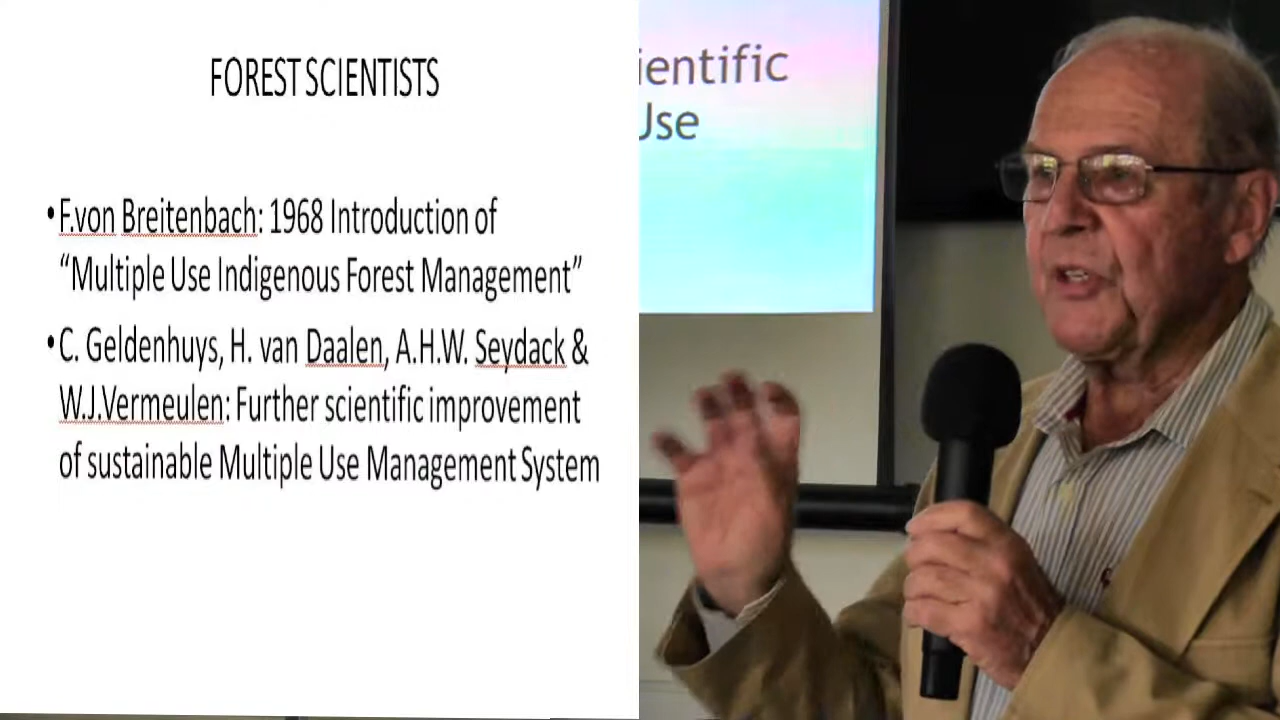 FOREST SCIENTISTS
•F.von Breitenbach: 1968 Introduction of
“Multiple Use Indigenous Forest Management”
•C. Geldenhuys, H. van Daalen, A.H.W. Seydack &
W.J.Vermeulen: Further scientific improvement
of sustainable Multiple Use Management System
ientific
Use